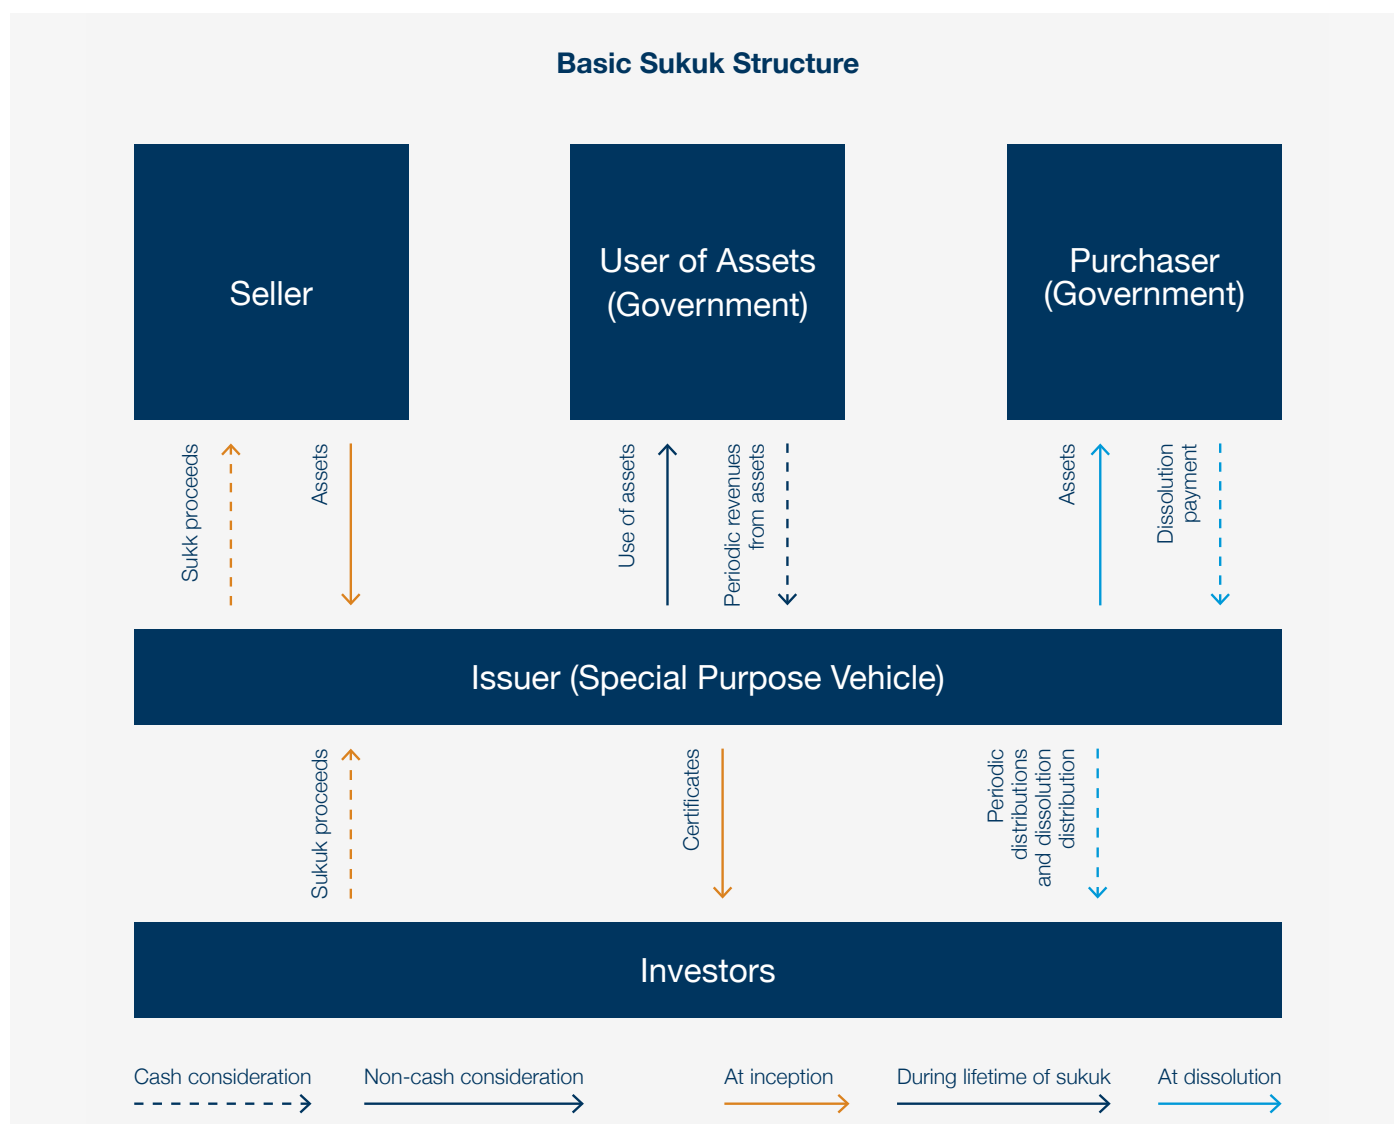 Basic Sukuk Structure
Seller
User of Assets
(Government)
Purchaser
(Government)
Sukk proceeds
Assets
Use of assets
Periodic revenues
from assets
Assets
Dissolution
payment
Issuer (Special Purpose Vehicle)
Sukuk proceeds
Certificates
Periodic
distributions
and dissolution
distribution
Investors
Cash consideration
Non-cash consideration
At inception
During lifetime of sukuk
At dissolution